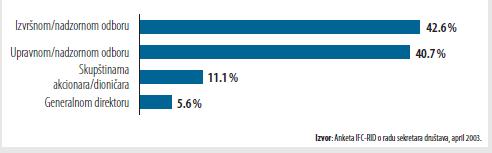 Izvršnom/nadzornom odboru 42.6 %
Upravnom/nadzornom odboru 40.7 %
Skupštinama
akcionara/dioničara 11.1 %
Generalnom direktoru 5.6 %
Izvor: Anketa IFC-RID o radu sekretara društava, april 2003.